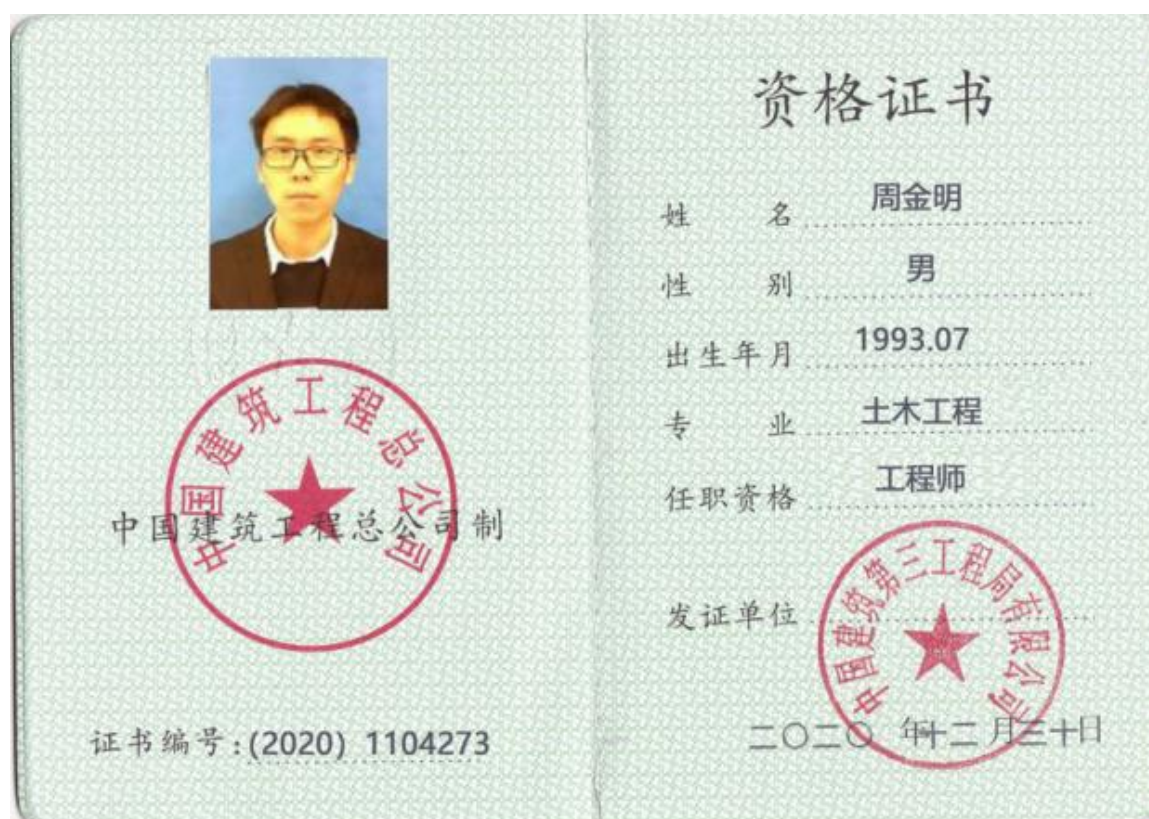 中国建筑工程总公司
中国建筑工程总公司制
证书编号:(2020) 1104273
资格证书
姓名 周金明
性别 男
出生年月 1993.07
专业 土木工程
任职资格 工程师
发证单位
中国建筑第三工程局有限公司
二〇二〇 年十二月三十日